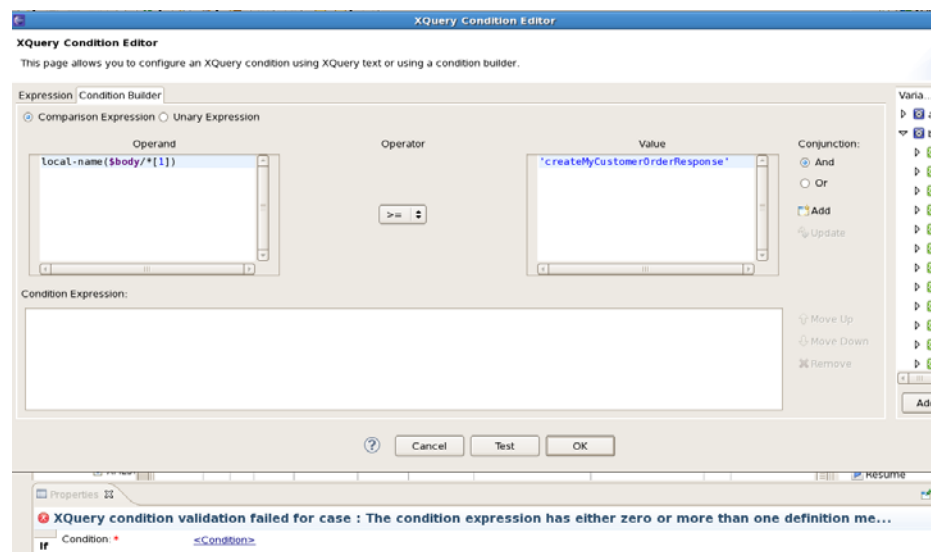 XQuery Condition Editor
XQuery Condition Editor
This page allows you to configure an XQuery condition using XQuery text or using a condition builder.
Expression Condition Builder
Varia...
Comparison Expression Unary Expression
Operand Operator Value Conjunction:
local-name($body/*[1])
'createMyCustomerOrderResponse'
And
Or
>=
Add
Update
Condition Expression:
Move Up
Move Down
Remove
Cancel Test OK
Resume
Properties
XQuery condition validation failed for case : The condition expression has either zero or more than one definition me...
If Condition: * <Condition>